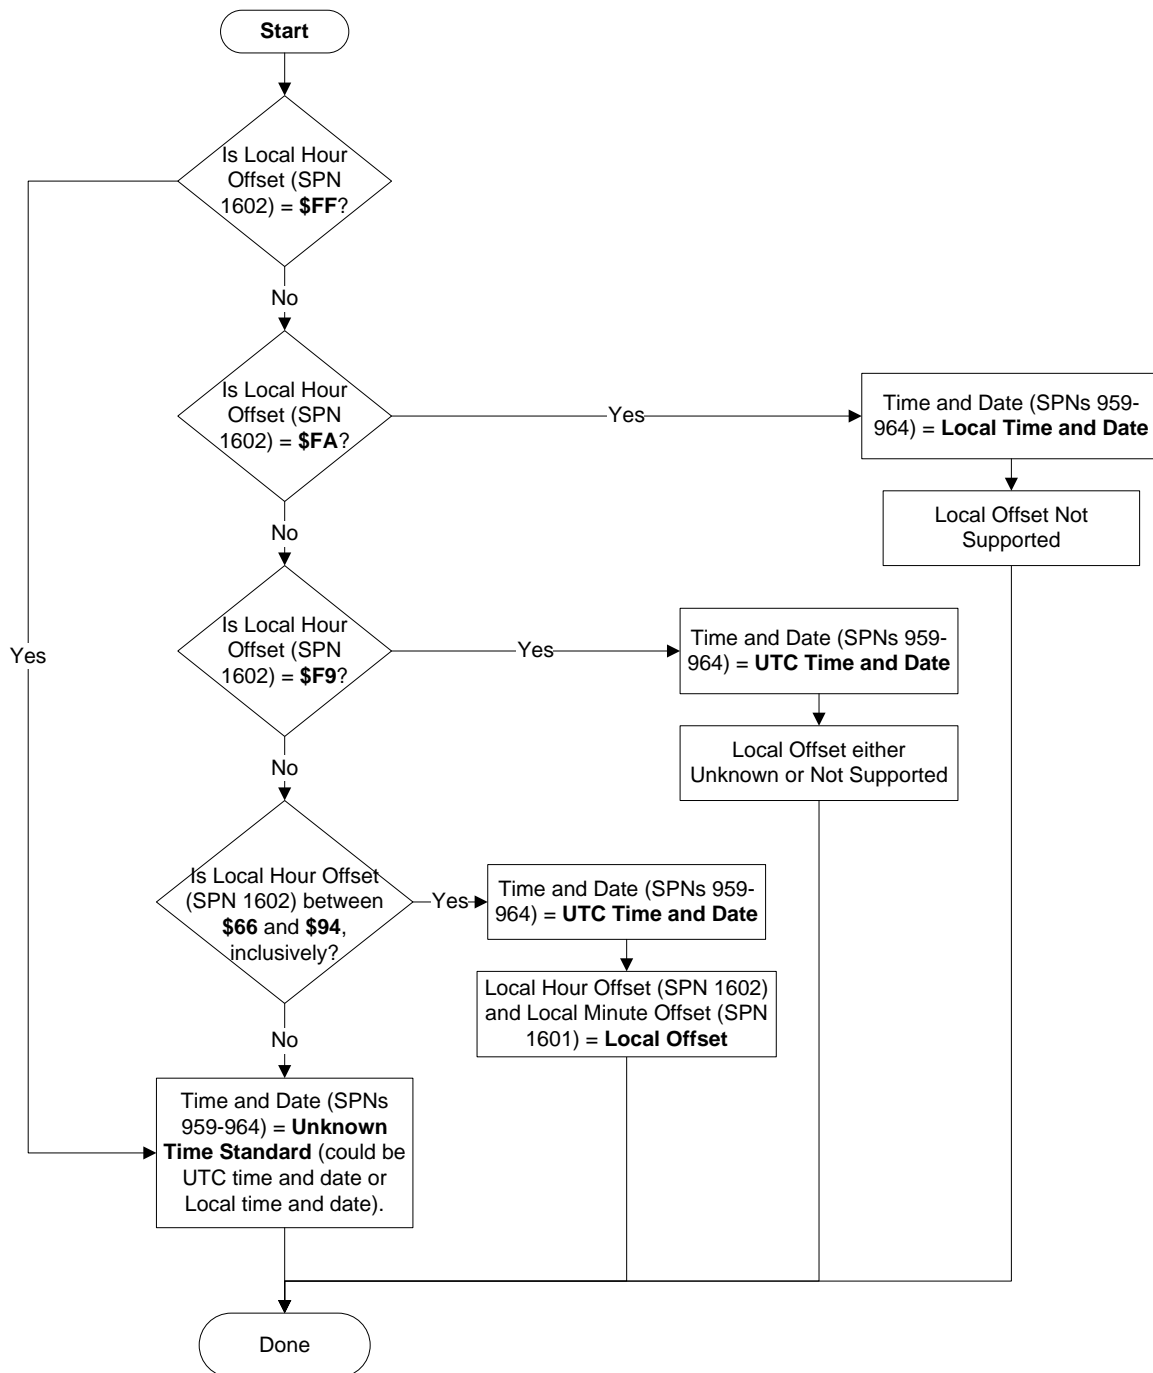 Start
Is Local Hour
Offset (SPN
1602) = $FF?
No
Is Local Hour
Offset (SPN
1602) = $FA?
Yes
Time and Date (SPNs 959-
964) = Local Time and Date
Local Offset Not
Supported
No
Is Local Hour
Offset (SPN
1602) = $F9?
Yes
Time and Date (SPNs 959-
964) = UTC Time and Date
Local Offset either
Unknown or Not Supported
Yes
No
Is Local Hour Offset
(SPN 1602) between
$66 and $94,
inclusively?
Yes
Time and Date (SPNs 959-
964) = UTC Time and Date
Local Hour Offset (SPN 1602)
and Local Minute Offset (SPN
1601) = Local Offset
No
Time and Date (SPNs
959-964) = Unknown
Time Standard (could be
UTC time and date or
Local time and date).
Done